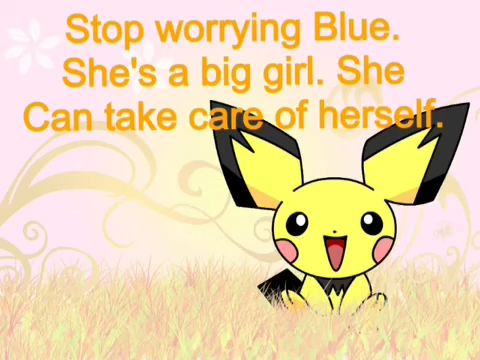 Stop worrying Blue.
She's a big girl. She
Can take care of herself.